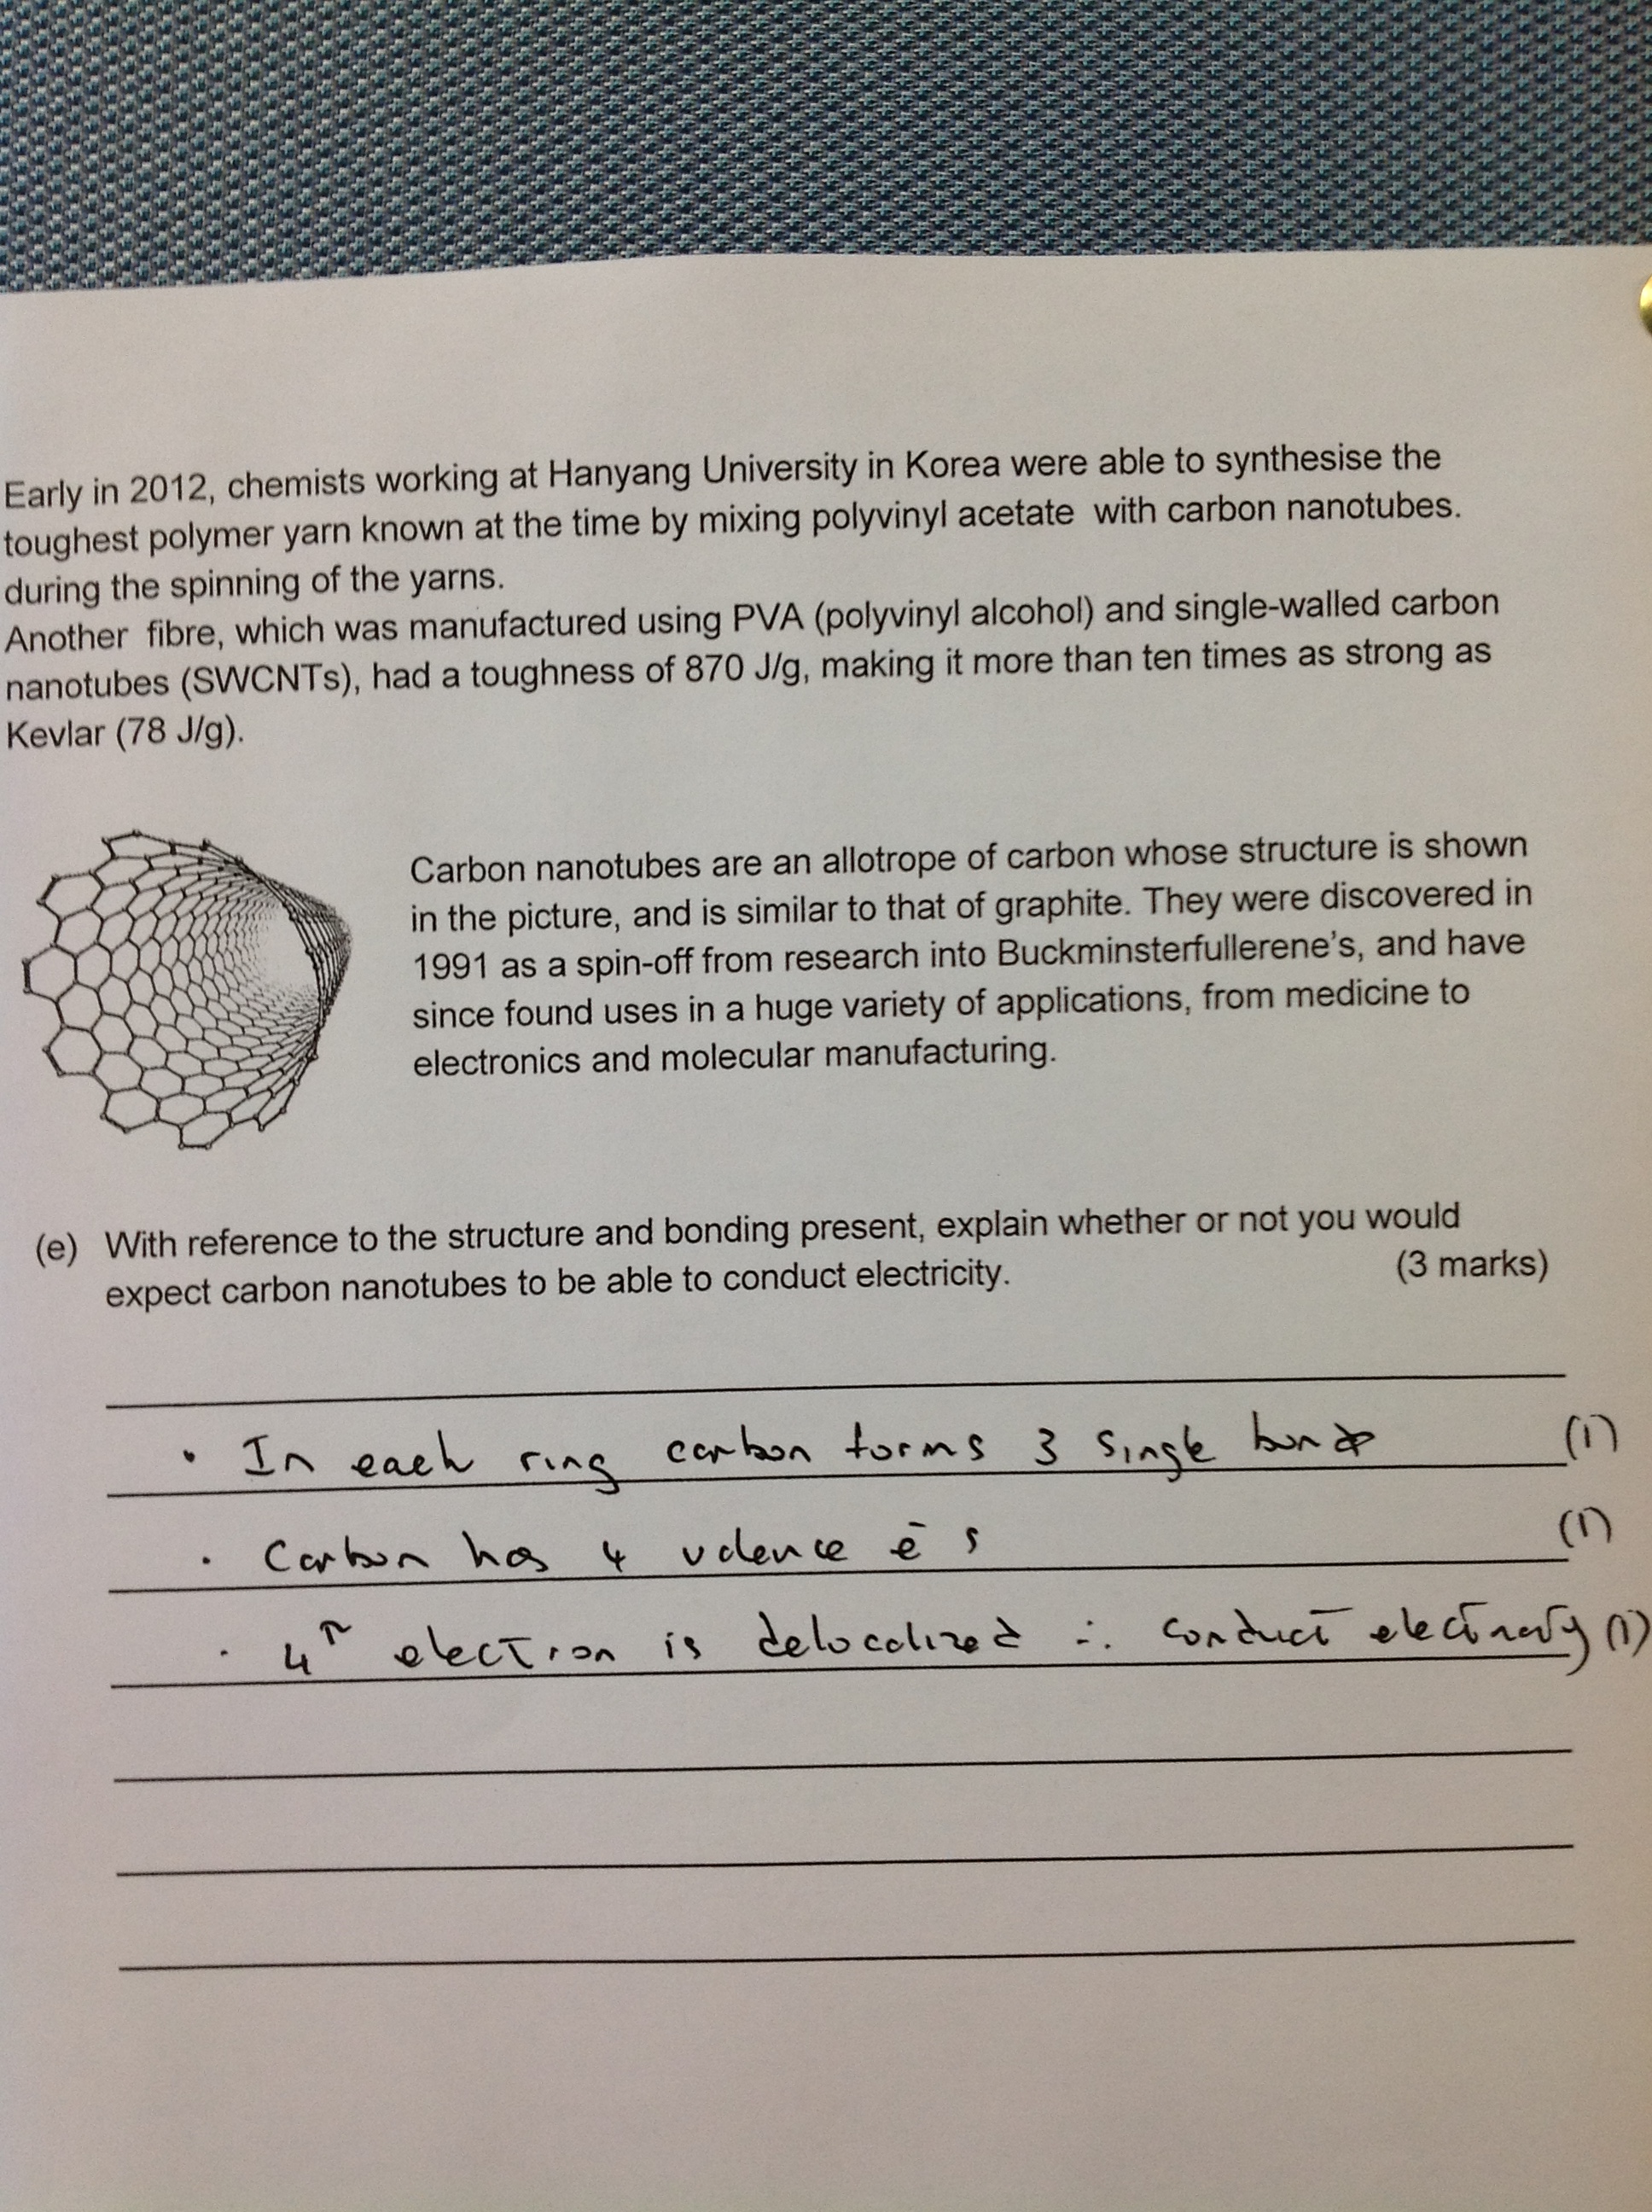 Early in 2012, chemists working at Hanyang University in Korea were able to synthesise the
toughest polymer yarn known at the time by mixing polyvinyl acetate with carbon nanotubes.
during the spinning of the yarns.
Another fibre, which was manufactured using PVA (polyvinyl alcohol) and single-walled carbon
nanotubes (SWCNTs), had a toughness of 870 J/g, making it more than ten times as strong as
Kevlar (78 J/g).
Carbon nanotubes are an allotrope of carbon whose structure is shown
in the picture, and is similar to that of graphite. They were discovered in
1991 as a spin-off from research into Buckminsterfullerene's, and have
since found uses in a huge variety of applications, from medicine to
electronics and molecular manufacturing.
(e) With reference to the structure and bonding present, explain whether or not you would
expect carbon nanotubes to be able to conduct electricity. (3 marks)
• In each ring carbon forms 3 single bonds (1)
• Carbon has 4 valence e⁻s (1)
• 4th electron is delocalized ∴ conduct electricity (1)